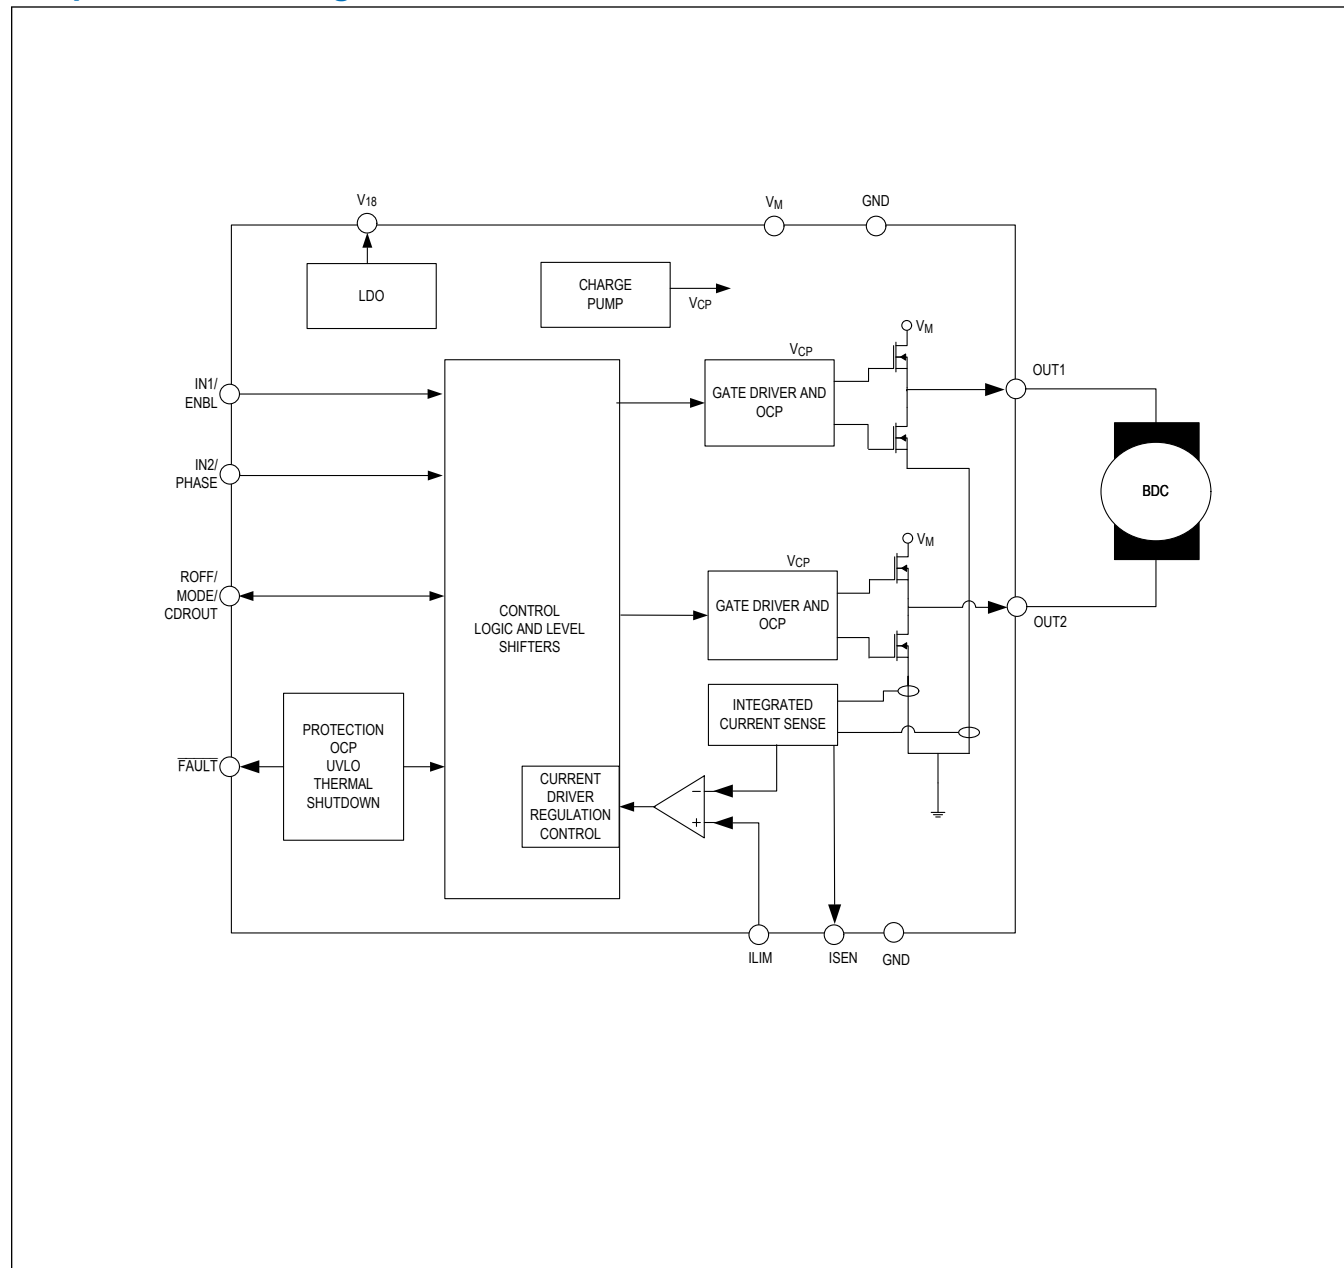 V18
VM
GND
LDO
CHARGE
PUMP
VCP
VM
IN1/
ENBL
VCP
GATE DRIVER AND
OCP
OUT1
IN2/
PHASE
BDC
VM
ROFF/
MODE/
CDROUT
CONTROL
LOGIC AND LEVEL
SHIFTERS
VCP
GATE DRIVER AND
OCP
OUT2
INTEGRATED
CURRENT SENSE
FAULT
PROTECTION
OCP
UVLO
THERMAL
SHUTDOWN
CURRENT
DRIVER
REGULATION
CONTROL
−
+
ILIM
ISEN
GND